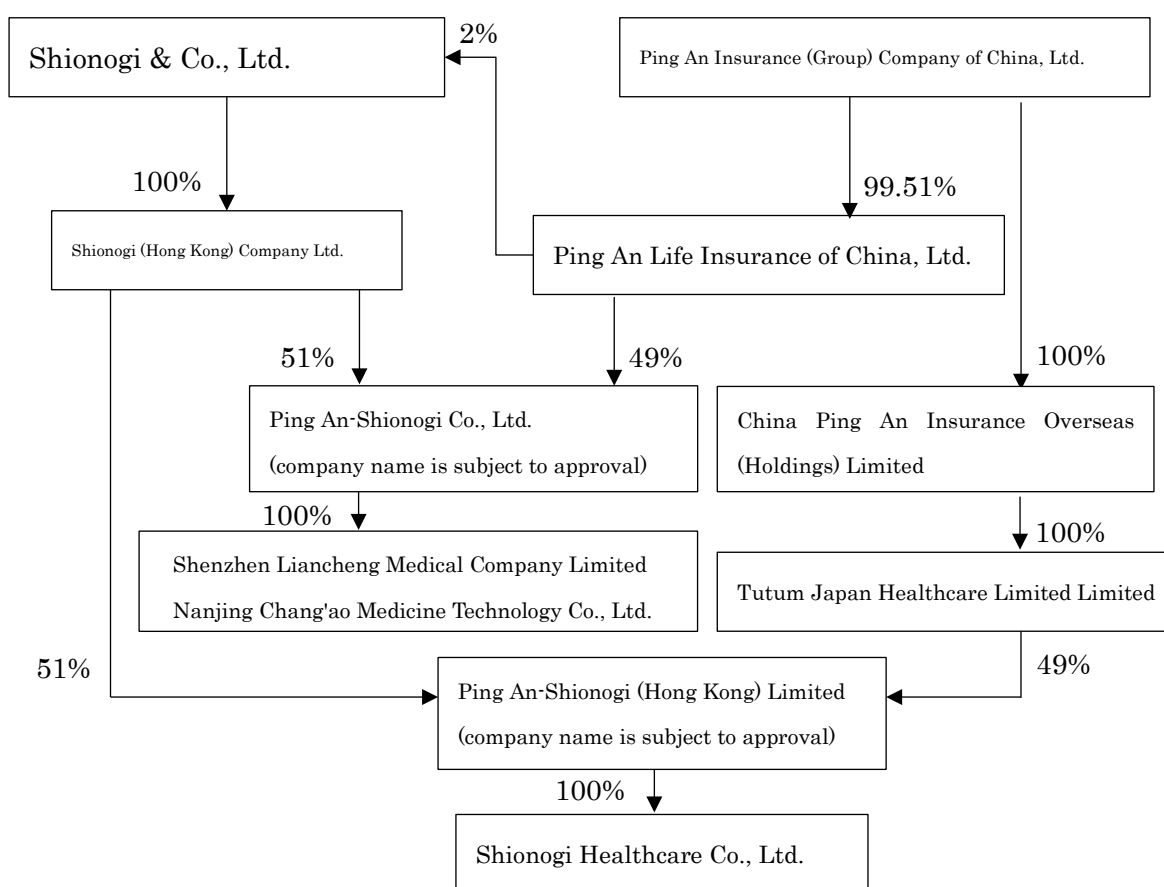 2%
Shionogi & Co., Ltd.
Ping An Insurance (Group) Company of China, Ltd.
100%
99.51%
Shionogi (Hong Kong) Company Ltd.
Ping An Life Insurance of China, Ltd.
51%
49%
100%
Ping An-Shionogi Co., Ltd.
(company name is subject to approval)
China Ping An Insurance Overseas
(Holdings) Limited
100%
100%
Shenzhen Liancheng Medical Company Limited
Nanjing Chang'ao Medicine Technology Co., Ltd.
Tutum Japan Healthcare Limited Limited
51%
49%
Ping An-Shionogi (Hong Kong) Limited
(company name is subject to approval)
100%
Shionogi Healthcare Co., Ltd.